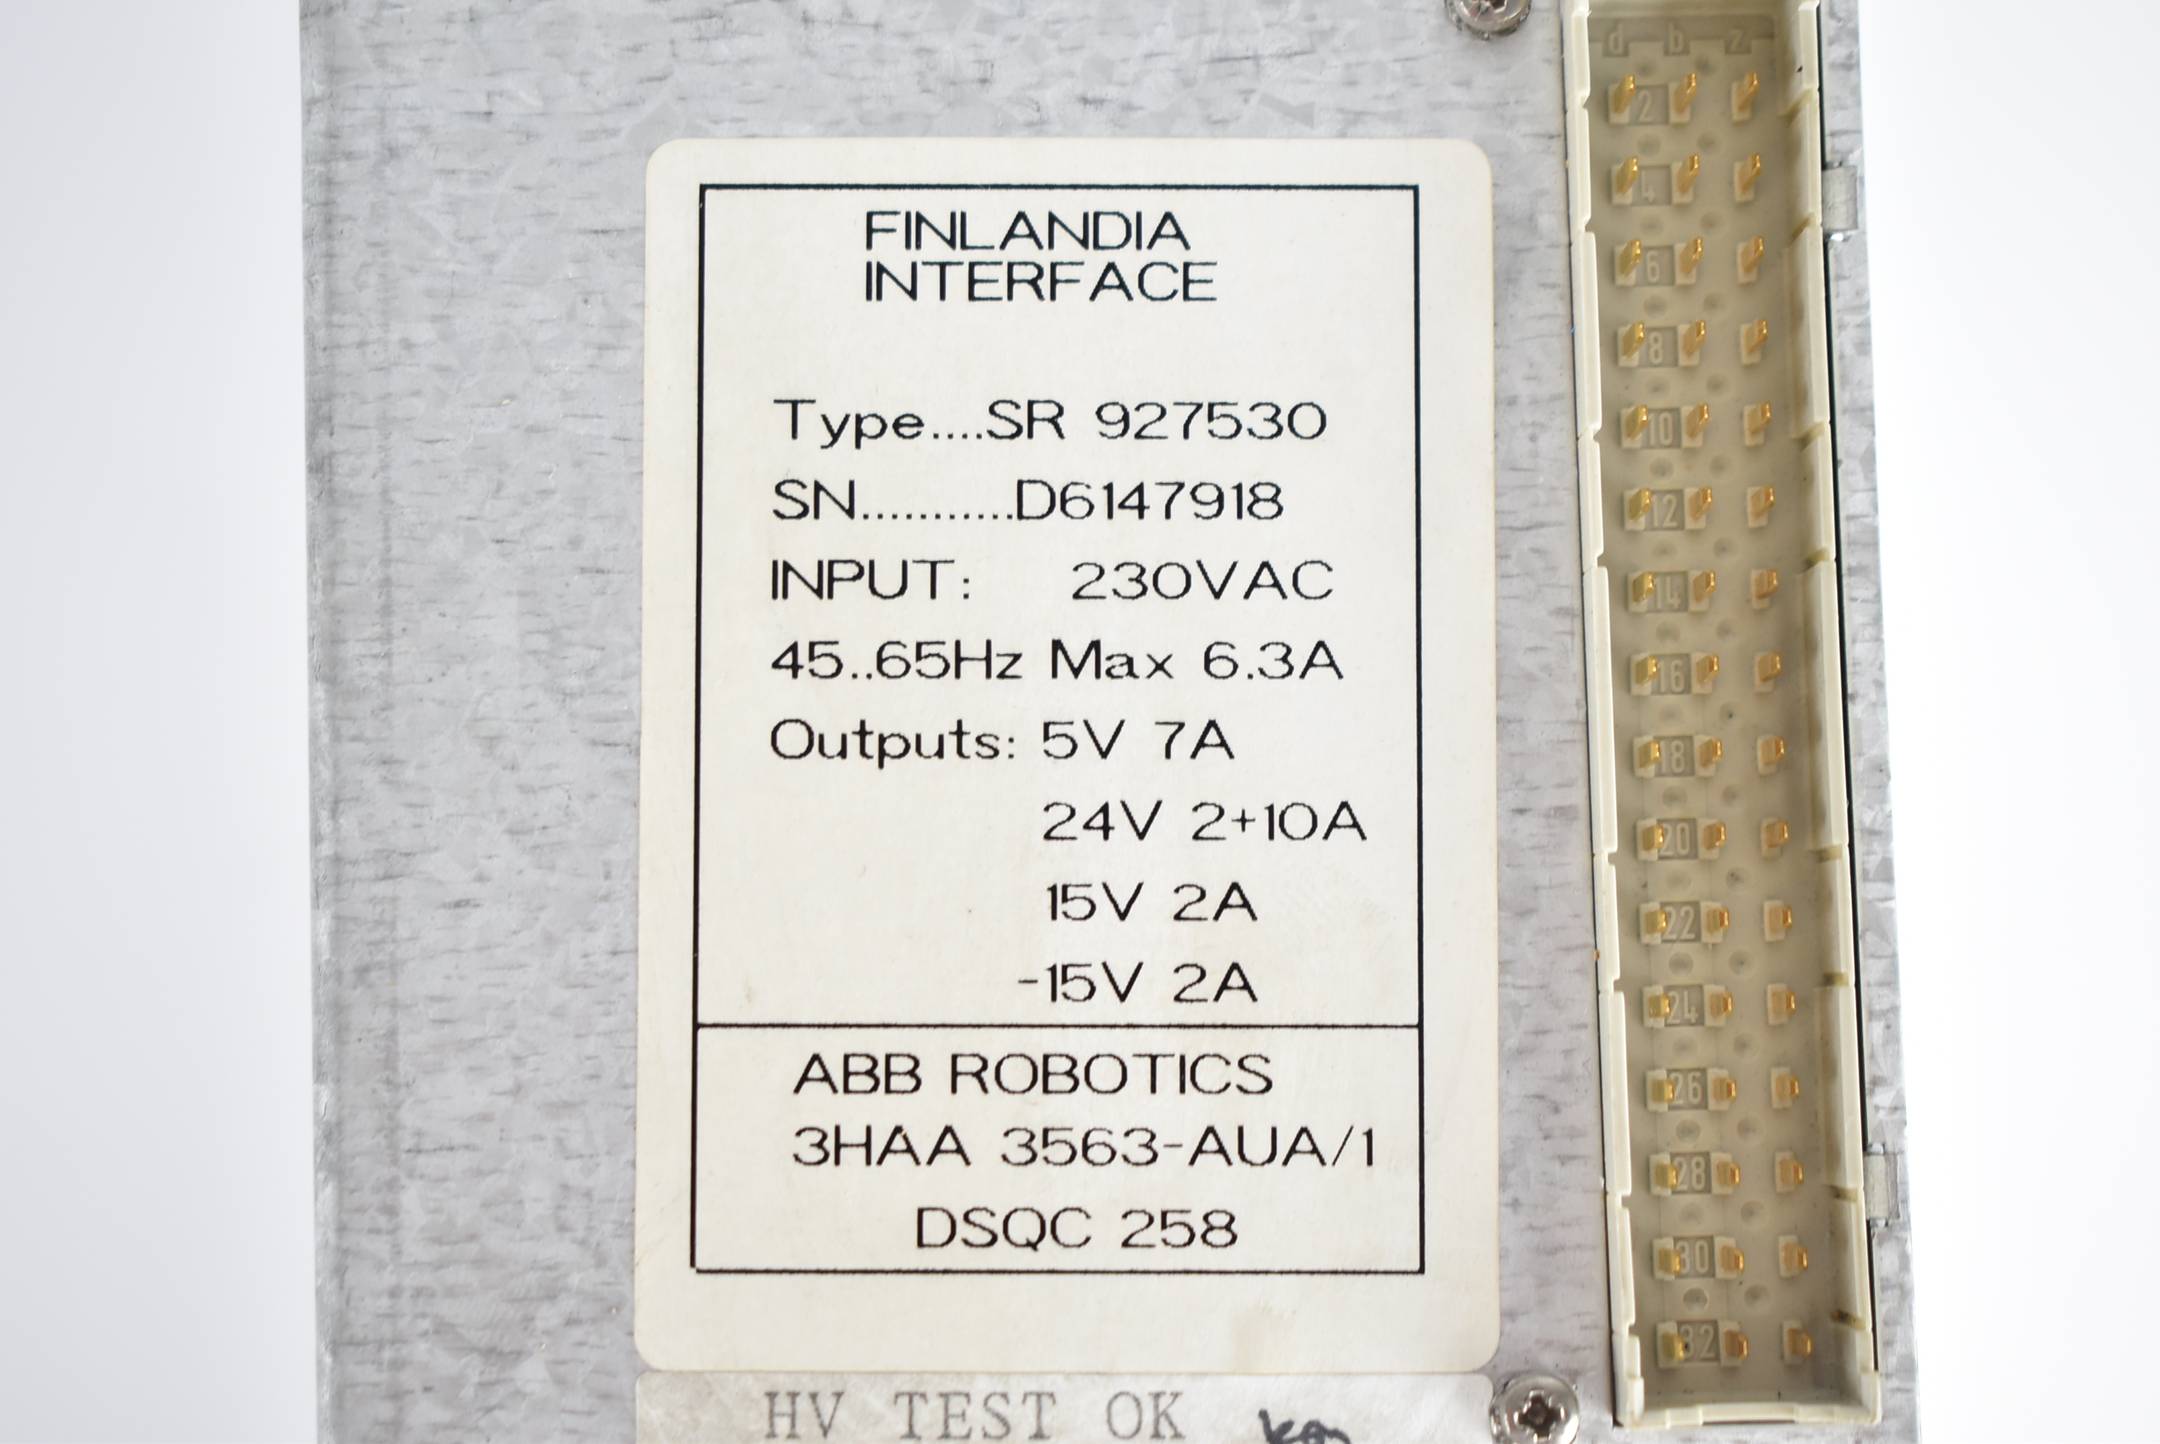 FINLANDIA
INTERFACE
Type....SR 927530
SN...........D6147918
INPUT: 230VAC
45..65Hz Max 6.3A
Outputs: 5V 7A
24V 2+10A
15V 2A
-15V 2A
ABB ROBOTICS
3HAA 3563-AUA/1
DSQC 258
HV TEST OK
d b z
2
4
6
8
10
12
14
16
18
20
22
24
26
28
30
32